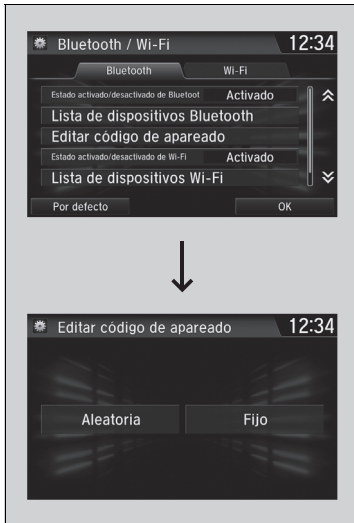 Bluetooth / Wi-Fi 12:34
Bluetooth Wi-Fi
Estado activado/desactivado de Bluetoot Activado
Lista de dispositivos Bluetooth
Editar código de apareado
Estado activado/desactivado de Wi-Fi Activado
Lista de dispositivos Wi-Fi
Por defecto OK
Editar código de apareado 12:34
Aleatoria Fijo